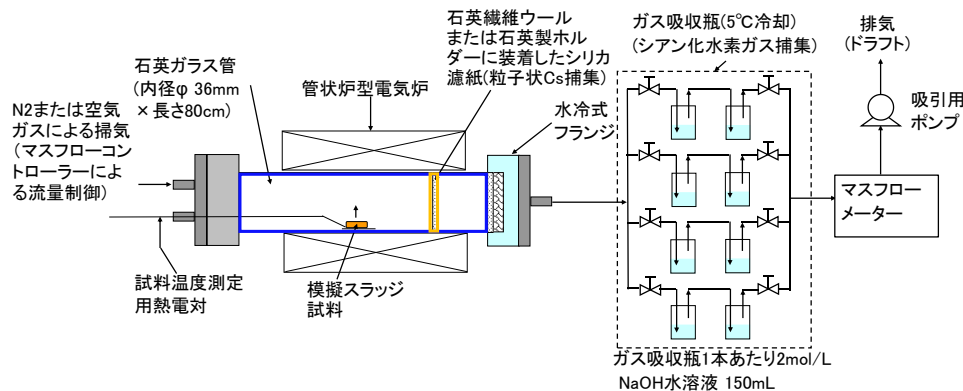 石英繊維ウール
または石英製ホル
ダーに装着したシリカ
濾紙(粒子状Cs捕集)
ガス吸収瓶(5℃冷却)
(シアン化水素ガス捕集)
排気
(ドラフト)
石英ガラス管
(内径φ 36mm
×長さ80cm)
管状炉型電気炉
水冷式
フランジ
吸引用
ポンプ
N2または空気
ガスによる掃気
(マスフローコン
トローラーによ
る流量制御)
マスフロー
メーター
試料温度測定
用熱電対
模擬スラッジ
試料
ガス吸収瓶1本あたり2mol/L
NaOH水溶液 150mL